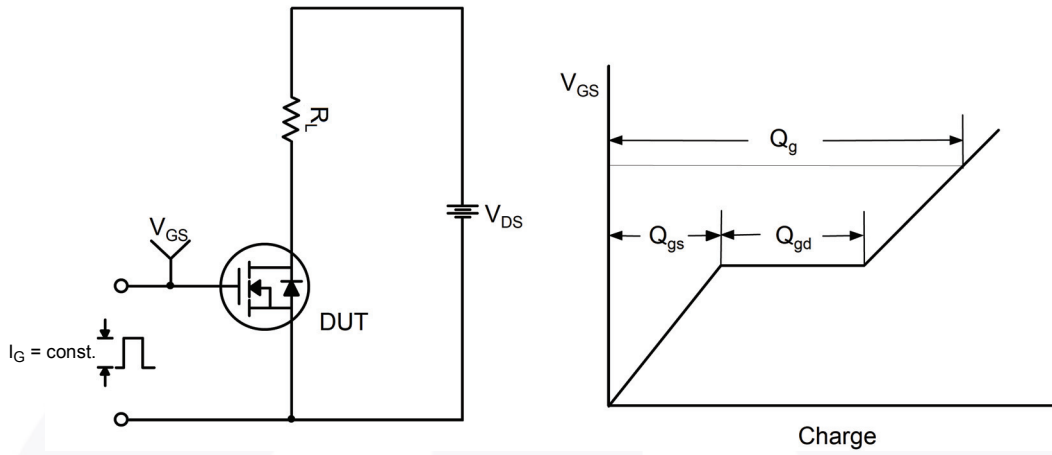 R_L
V_GS
V_DS
DUT
I_G = const.
V_GS
Q_g
Q_gs
Q_gd
Charge